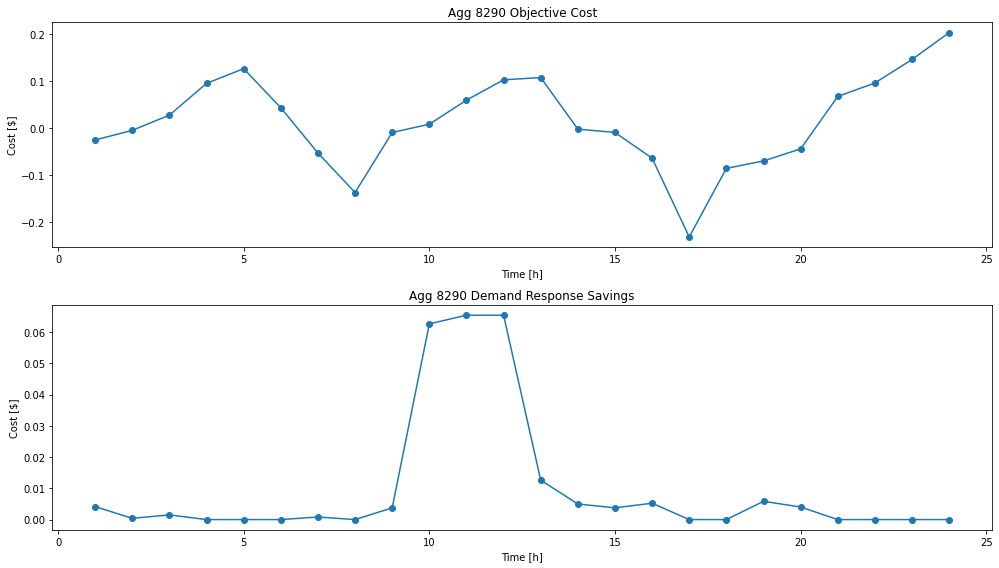 Agg 8290 Objective Cost
0.2
0.1
0.0
−0.1
−0.2
Cost [$]
0 5 10 15 20 25
Time [h]
Agg 8290 Demand Response Savings
0.06
0.05
0.04
0.03
0.02
0.01
0.00
Cost [$]
0 5 10 15 20 25
Time [h]